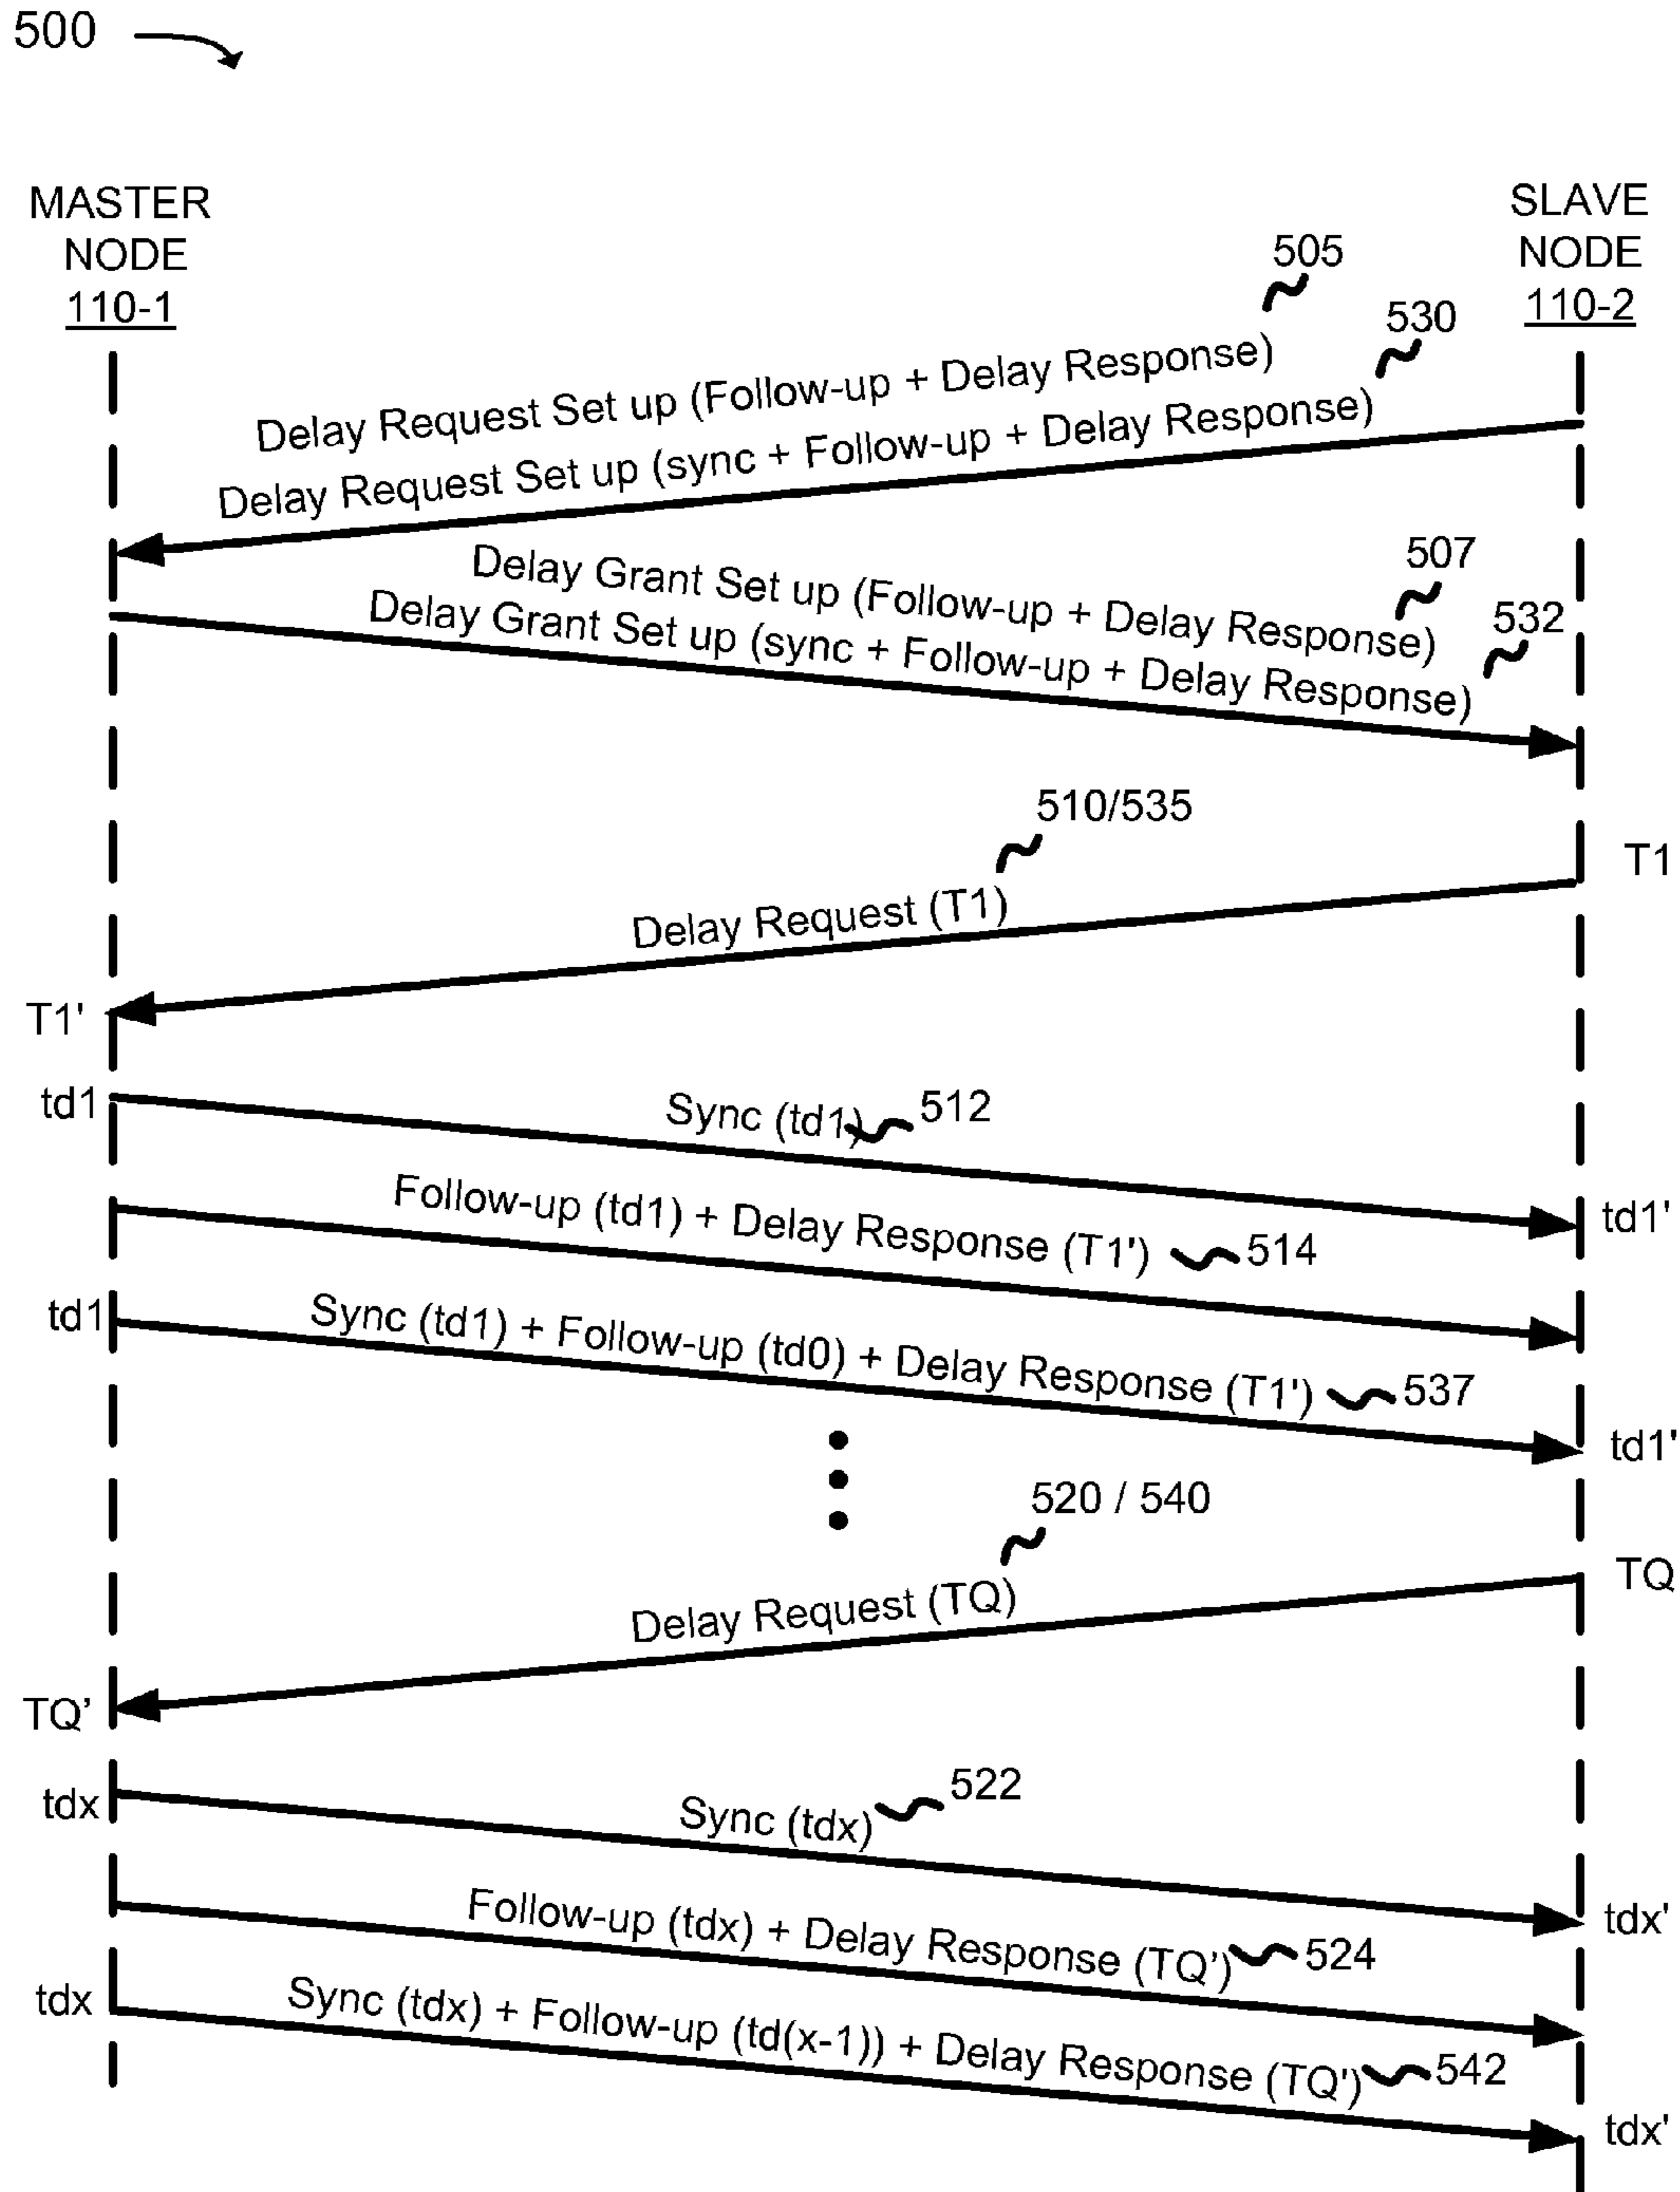 500
MASTER
NODE
110-1
SLAVE
NODE
110-2
505
530
Delay Request Set up (Follow-up + Delay Response)
Delay Request Set up (sync + Follow-up + Delay Response)
507
532
Delay Grant Set up (Follow-up + Delay Response)
Delay Grant Set up (sync + Follow-up + Delay Response)
510/535
T1
Delay Request (T1)
T1'
td1
Sync (td1)
512
td1'
Follow-up (td1) + Delay Response (T1')
514
td1
Sync (td1) + Follow-up (td0) + Delay Response (T1')
537
td1'
520 / 540
TQ
Delay Request (TQ)
TQ’
tdx
Sync (tdx)
522
tdx'
Follow-up (tdx) + Delay Response (TQ')
524
tdx
Sync (tdx) + Follow-up (td(x-1)) + Delay Response (TQ')
542
tdx'